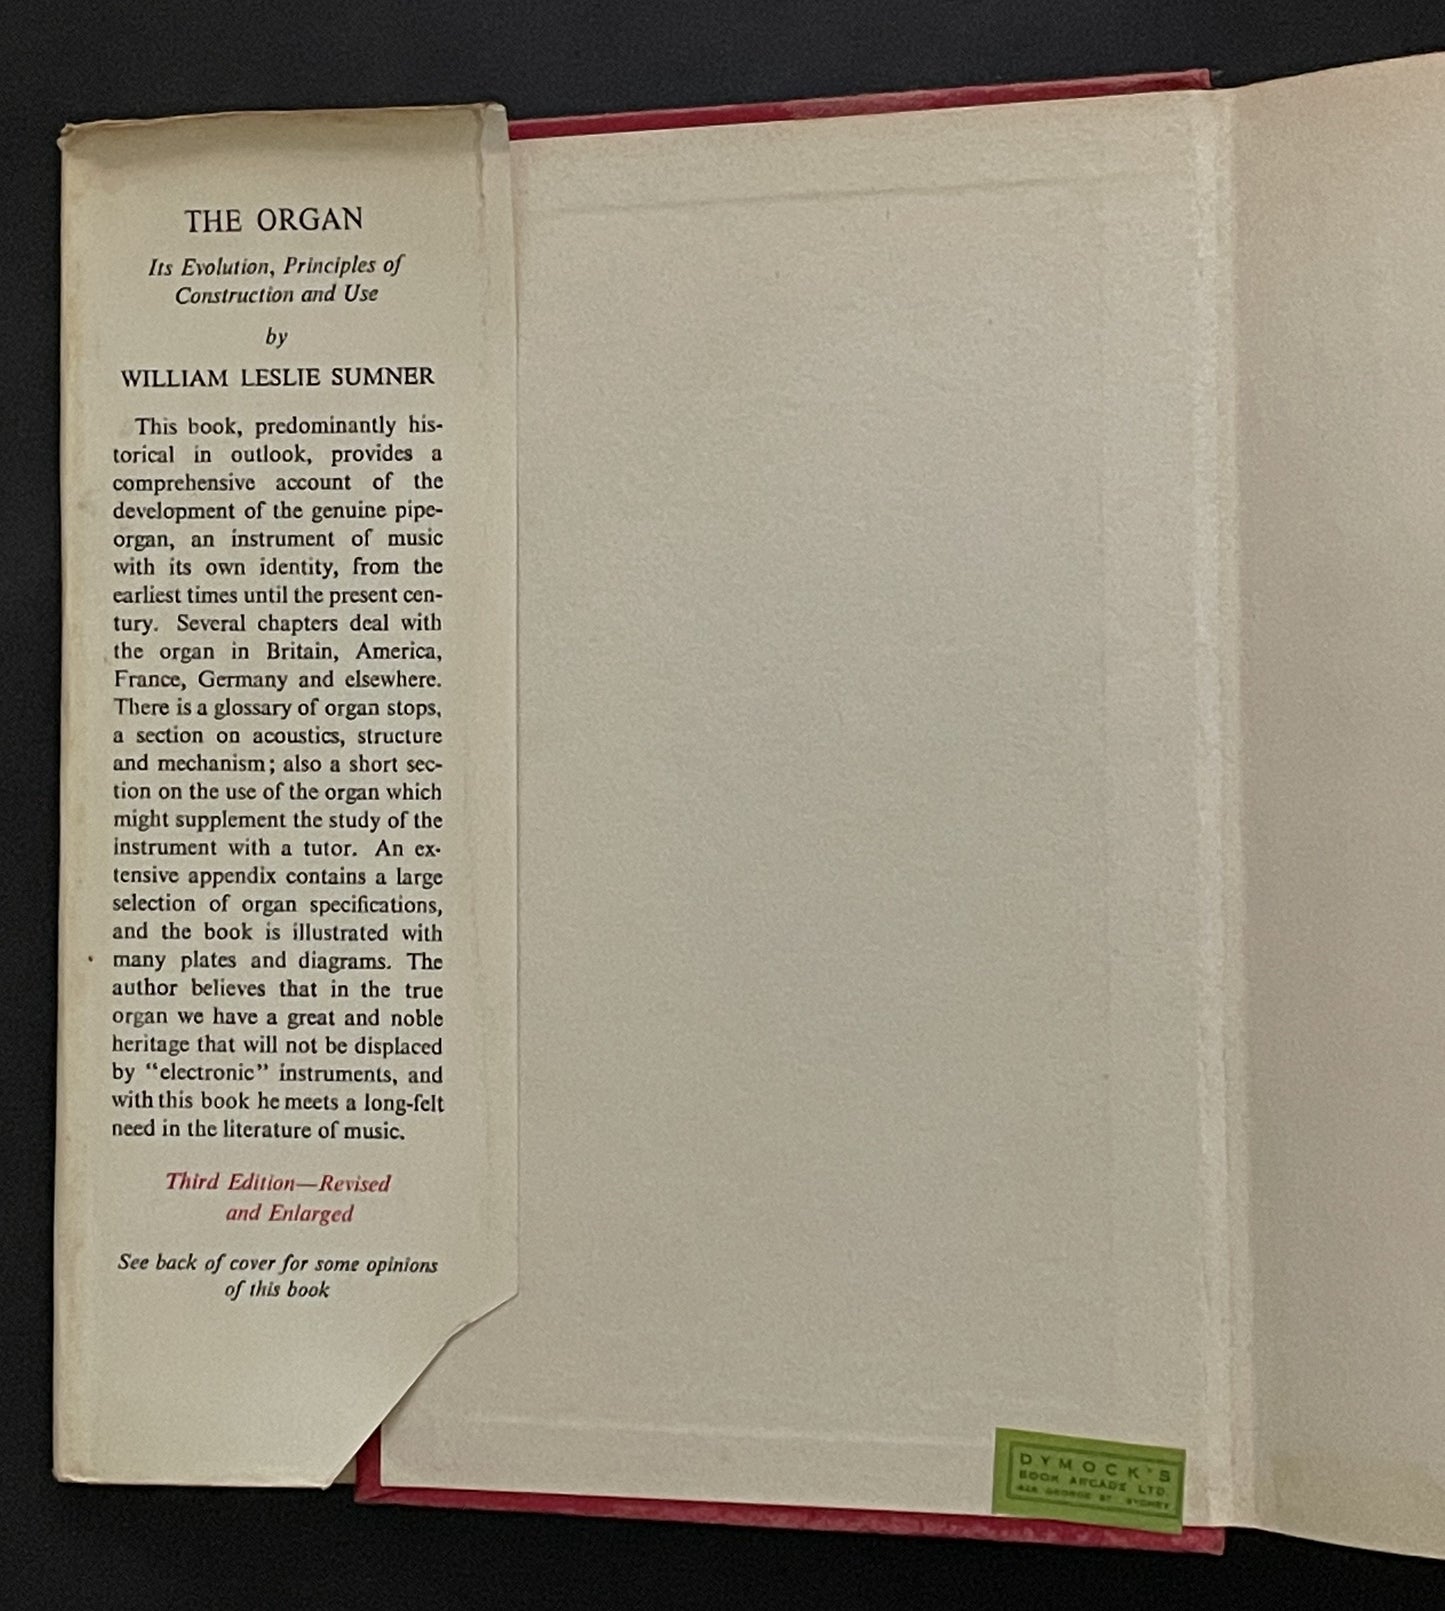 THE ORGAN
Its Evolution, Principles of
Construction and Use
by
WILLIAM LESLIE SUMNER
This book, predominantly his-
torical in outlook, provides a
comprehensive account of the
development of the genuine pipe-
organ, an instrument of music
with its own identity, from the
earliest times until the present cen-
tury. Several chapters deal with
the organ in Britain, America,
France, Germany and elsewhere.
There is a glossary of organ stops,
a section on acoustics, structure
and mechanism; also a short sec-
tion on the use of the organ which
might supplement the study of the
instrument with a tutor. An ex-
tensive appendix contains a large
selection of organ specifications,
and the book is illustrated with
many plates and diagrams. The
author believes that in the true
organ we have a great and noble
heritage that will not be displaced
by “electronic” instruments, and
with this book he meets a long-felt
need in the literature of music.
Third Edition—Revised
and Enlarged
See back of cover for some opinions
of this book
DYMOCK'S
BOOK ARCADE LTD.
GEORGE ST. SYDNEY